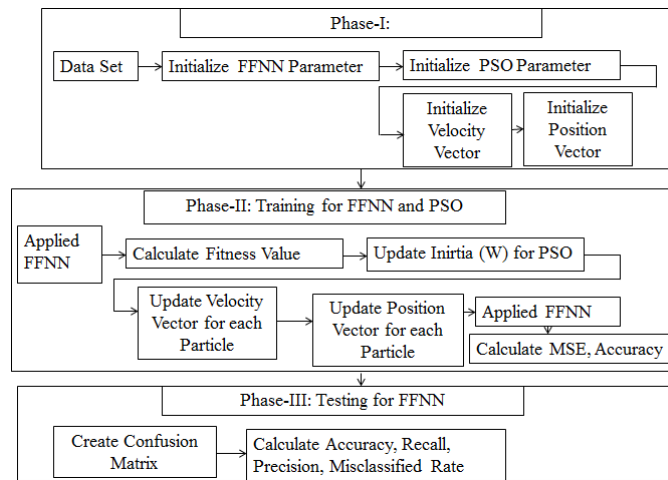 Phase-I:
Data Set
Initialize FFNN Parameter
Initialize PSO Parameter
Initialize
Velocity
Vector
Initialize
Position
Vector
Phase-II: Training for FFNN and PSO
Applied
FFNN
Calculate Fitness Value
Update Inirtia (W) for PSO
Update Velocity
Vector for each
Particle
Update Position
Vector for each
Particle
Applied FFNN
Calculate MSE, Accuracy
Phase-III: Testing for FFNN
Create Confusion
Matrix
Calculate Accuracy, Recall,
Precision, Misclassified Rate